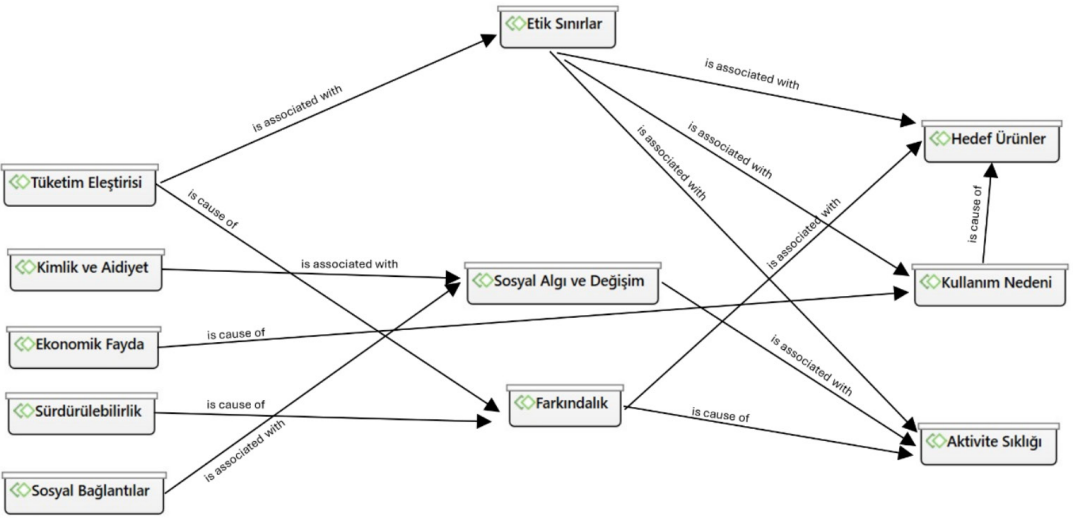 Etik Sınırlar
is associated with
is associated with
Hedef Ürünler
is associated with
is associated with
Tüketim Eleştirisi
is cause of
is associated with
is cause of
Kimlik ve Aidiyet
is associated with
Sosyal Algı ve Değişim
Kullanım Nedeni
Ekonomik Fayda
is cause of
is associated with
Sürdürülebilirlik
is cause of
Farkındalık
is cause of
is associated with
Aktivite Sıklığı
Sosyal Bağlantılar